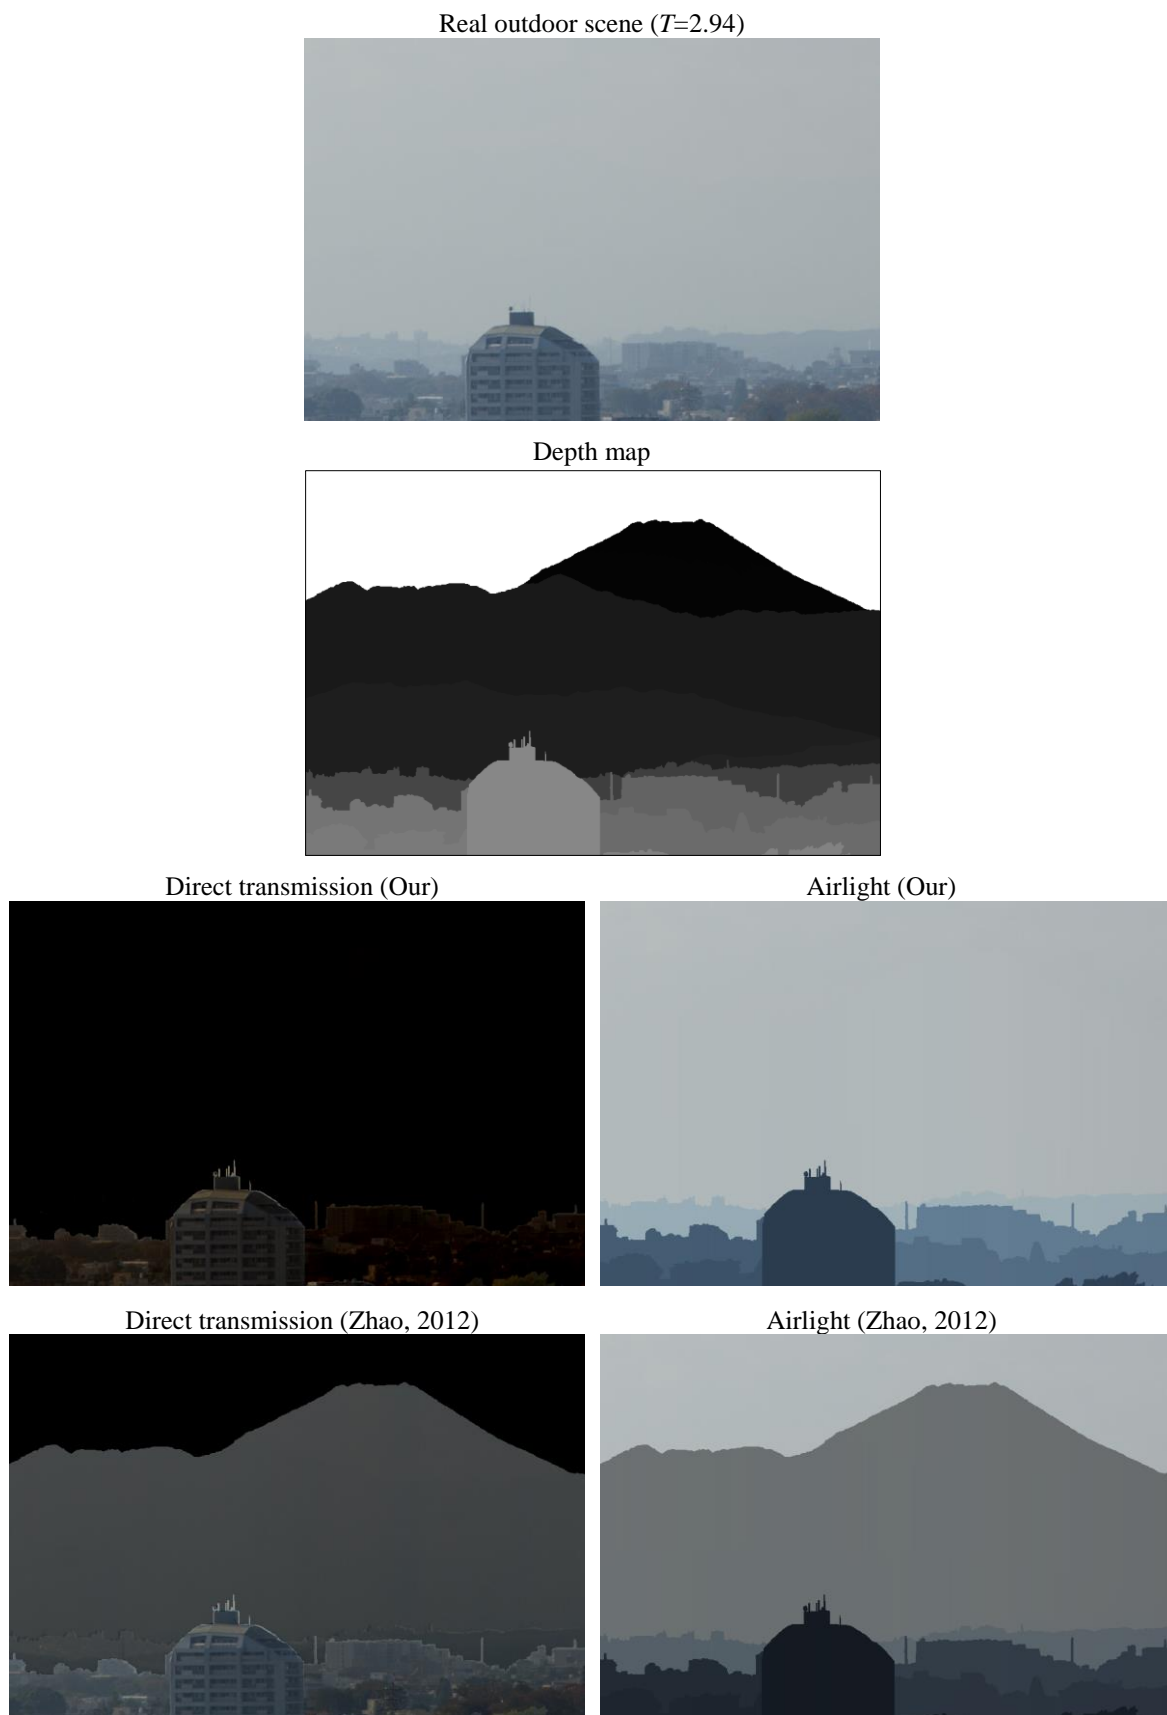 Real outdoor scene (T=2.94)
Depth map
Direct transmission (Our)
Airlight (Our)
Direct transmission (Zhao, 2012)
Airlight (Zhao, 2012)